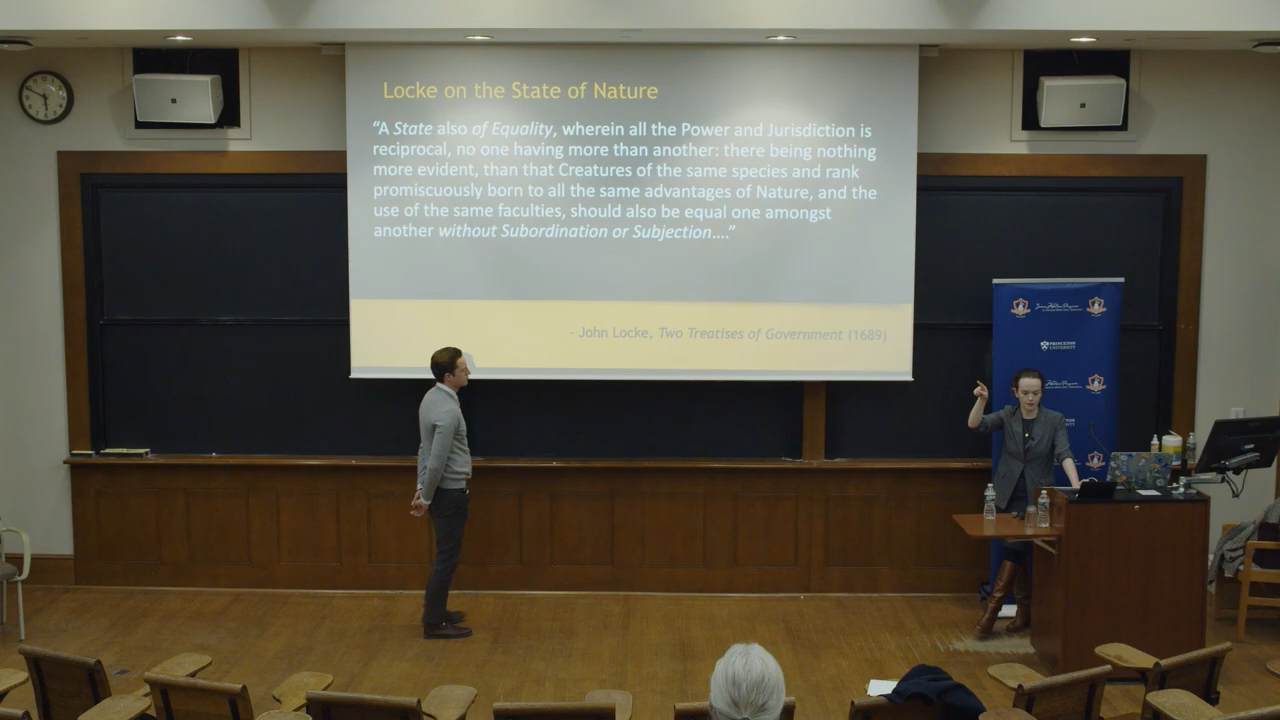 Locke on the State of Nature
“A State also of Equality, wherein all the Power and Jurisdiction is
reciprocal, no one having more than another: there being nothing
more evident, than that Creatures of the same species and rank
promiscuously born to all the same advantages of Nature, and the
use of the same faculties, should also be equal one amongst
another without Subordination or Subjection....”
- John Locke, Two Treatises of Government (1689)
PRINCETON
UNIVERSITY